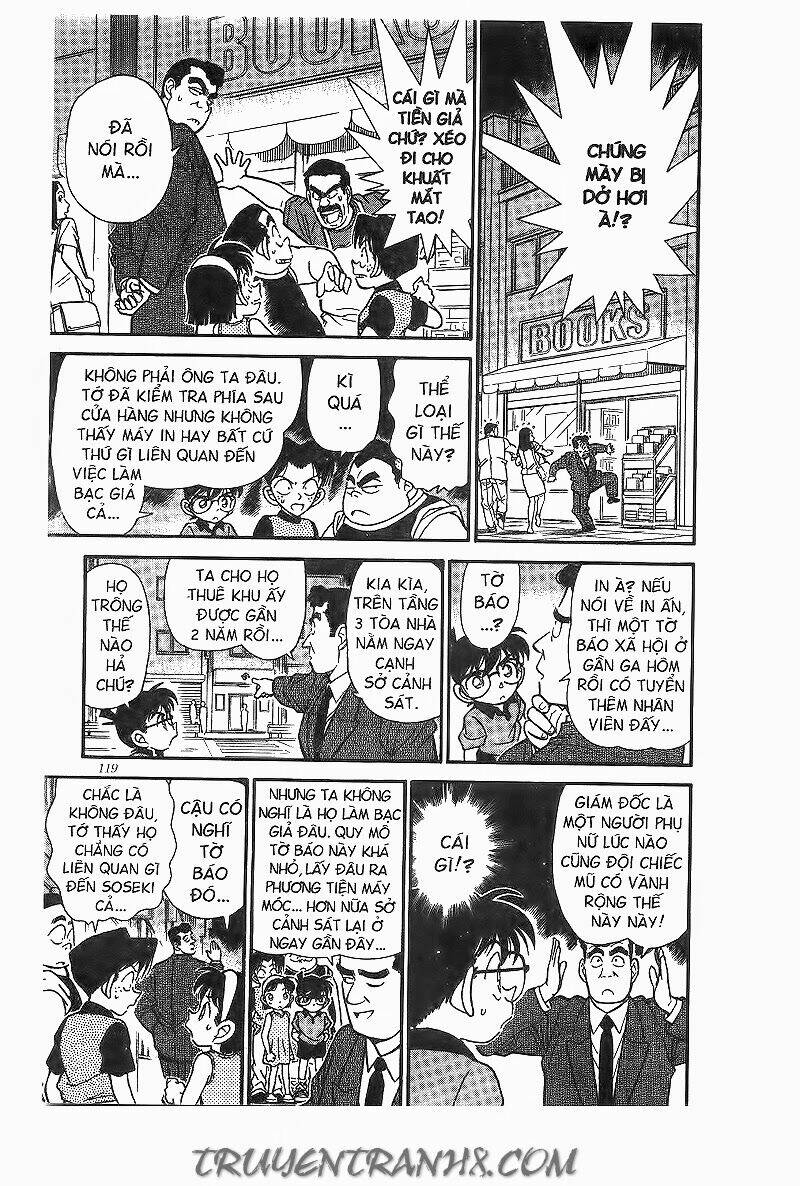 CHỨNG
MÀY BỊ
DỞ HƠI
À!?
BOOKS
BOOKS
CÁI GÌ MÀ
TIỀN GIẢ
CHỨ? XÉO
ĐI CHO
KHUẤT
MẮT
TAO!
ĐÃ
NÓI RỒI
MÀ...
THỂ
LOẠI
GÌ THẾ
NÀY?
KÌ
QUÁ
...
KHÔNG PHẢI ÔNG TA ĐÂU.
TỚ ĐÃ KIỂM TRA PHÍA SAU
CỬA HÀNG NHƯNG KHÔNG
THẤY MÁY IN HAY BẤT CỨ
THỨ GÌ LIÊN QUAN ĐẾN
VIỆC LÀM
BẠC GIẢ
CẢ...
IN À? NẾU
NÓI VỀ IN ẤN,
THÌ MỘT TỜ
BÁO XÃ HỘI Ở
GẦN GA HÔM
RỒI CÓ TUYỂN
THÊM NHÂN
VIÊN ĐẤY...
TỜ
BÁO
...?
KIA KÌA,
TRÊN TẦNG
3 TÒA NHÀ
NẰM NGAY
CẠNH
SỞ CẢNH
SÁT.
TA CHO HỌ
THUÊ KHU ẤY
ĐƯỢC GẦN
2 NĂM RỒI...
HỌ
TRÔNG
THẾ
NÀO
HẢ
CHÚ?
119
GIÁM ĐỐC LÀ
MỘT NGƯỜI PHỤ
NỮ LÚC NÀO
CŨNG ĐỘI CHIẾC
MŨ CÓ VÀNH
RỘNG THẾ
NÀY NÀY!
CÁI
GÌ!?
NHƯNG TA KHÔNG
NGHĨ LÀ HỌ LÀM BẠC
GIẢ ĐÂU. QUY MÔ
TỜ BÁO NÀY KHÁ
NHỎ, LẤY ĐÂU RA
PHƯƠNG TIỆN MÁY
MÓC... HƠN NỮA SỞ
CẢNH SÁT LẠI Ở
NGAY GẦN ĐÂY...
CẬU CÓ
NGHĨ
TỜ
BÁO
ĐÓ...
CHẮC LÀ
KHÔNG ĐÂU,
TỚ THẤY HỌ
CHẲNG CÓ
LIÊN QUAN GÌ
ĐẾN SOSEKI
CẢ...
TRUYENTRANH8.COM